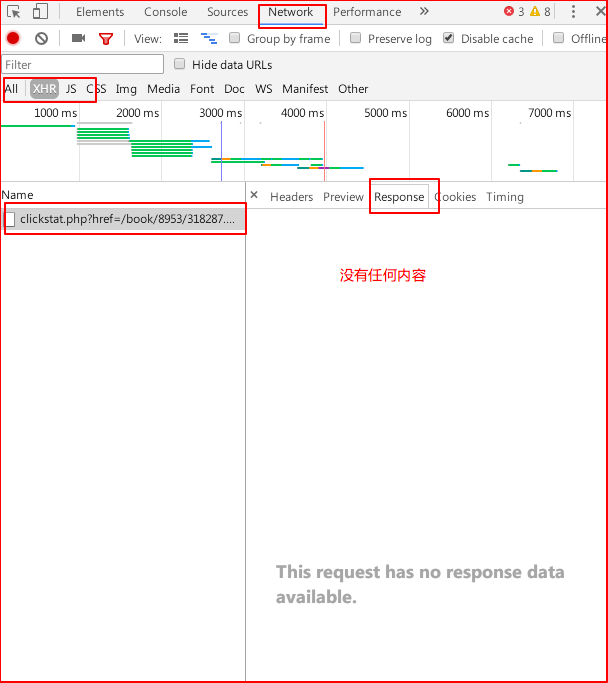 Elements Console Sources Network Performance » 3 8
View: Group by frame Preserve log Disable cache Offline
Filter Hide data URLs
All XHR JS CSS Img Media Font Doc WS Manifest Other
1000 ms 2000 ms 3000 ms 4000 ms 5000 ms 6000 ms 7000 ms
Name × Headers Preview Response Cookies Timing
clickstat.php?href=/book/8953/318287....
没有任何内容
This request has no response data
available.